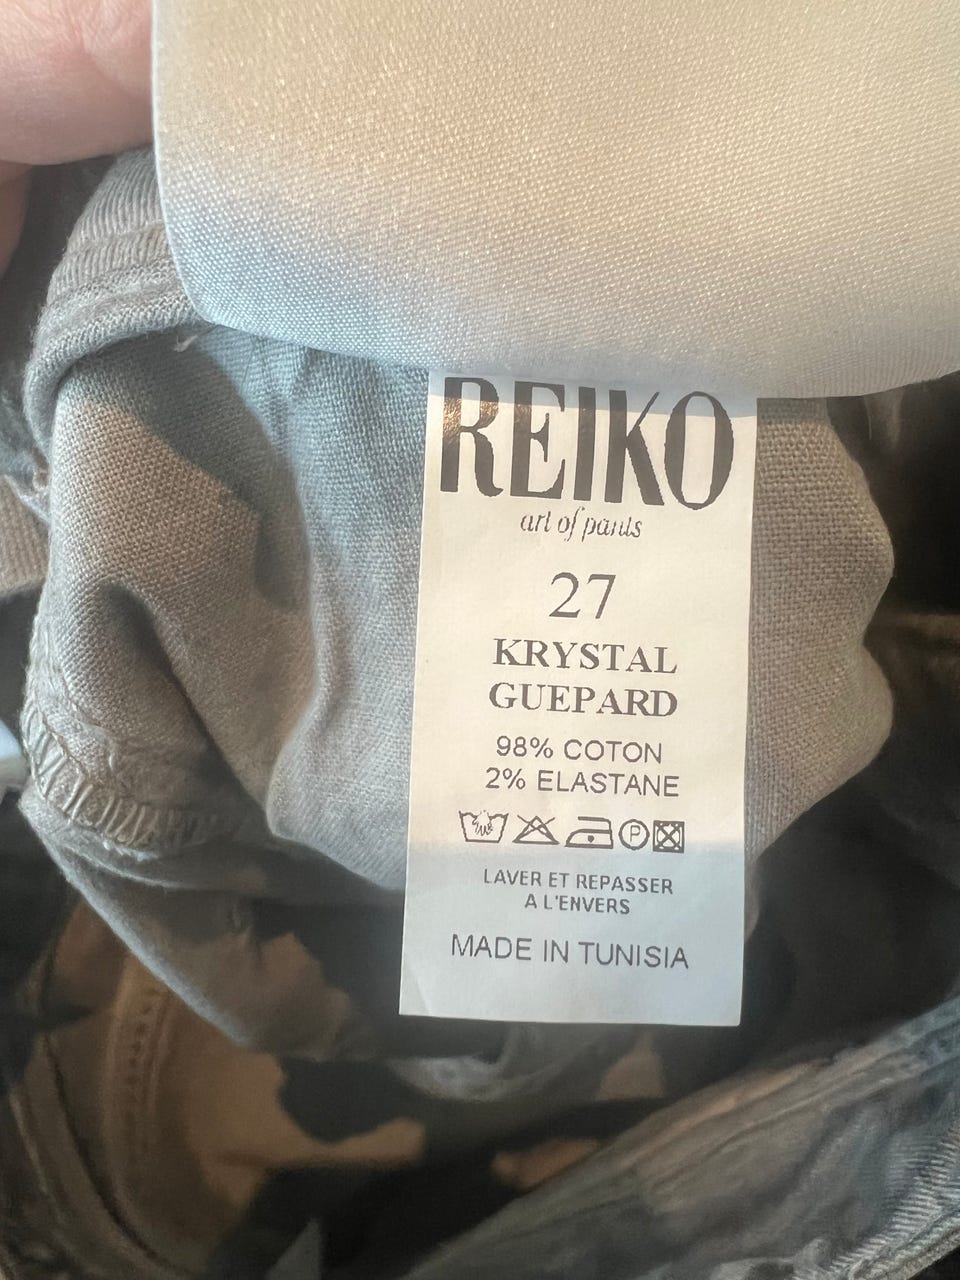 REIKO
art of pants
27
KRYSTAL
GUEPARD
98% COTON
2% ELASTANE
P
LAVER ET REPASSER
A L'ENVERS
MADE IN TUNISIA